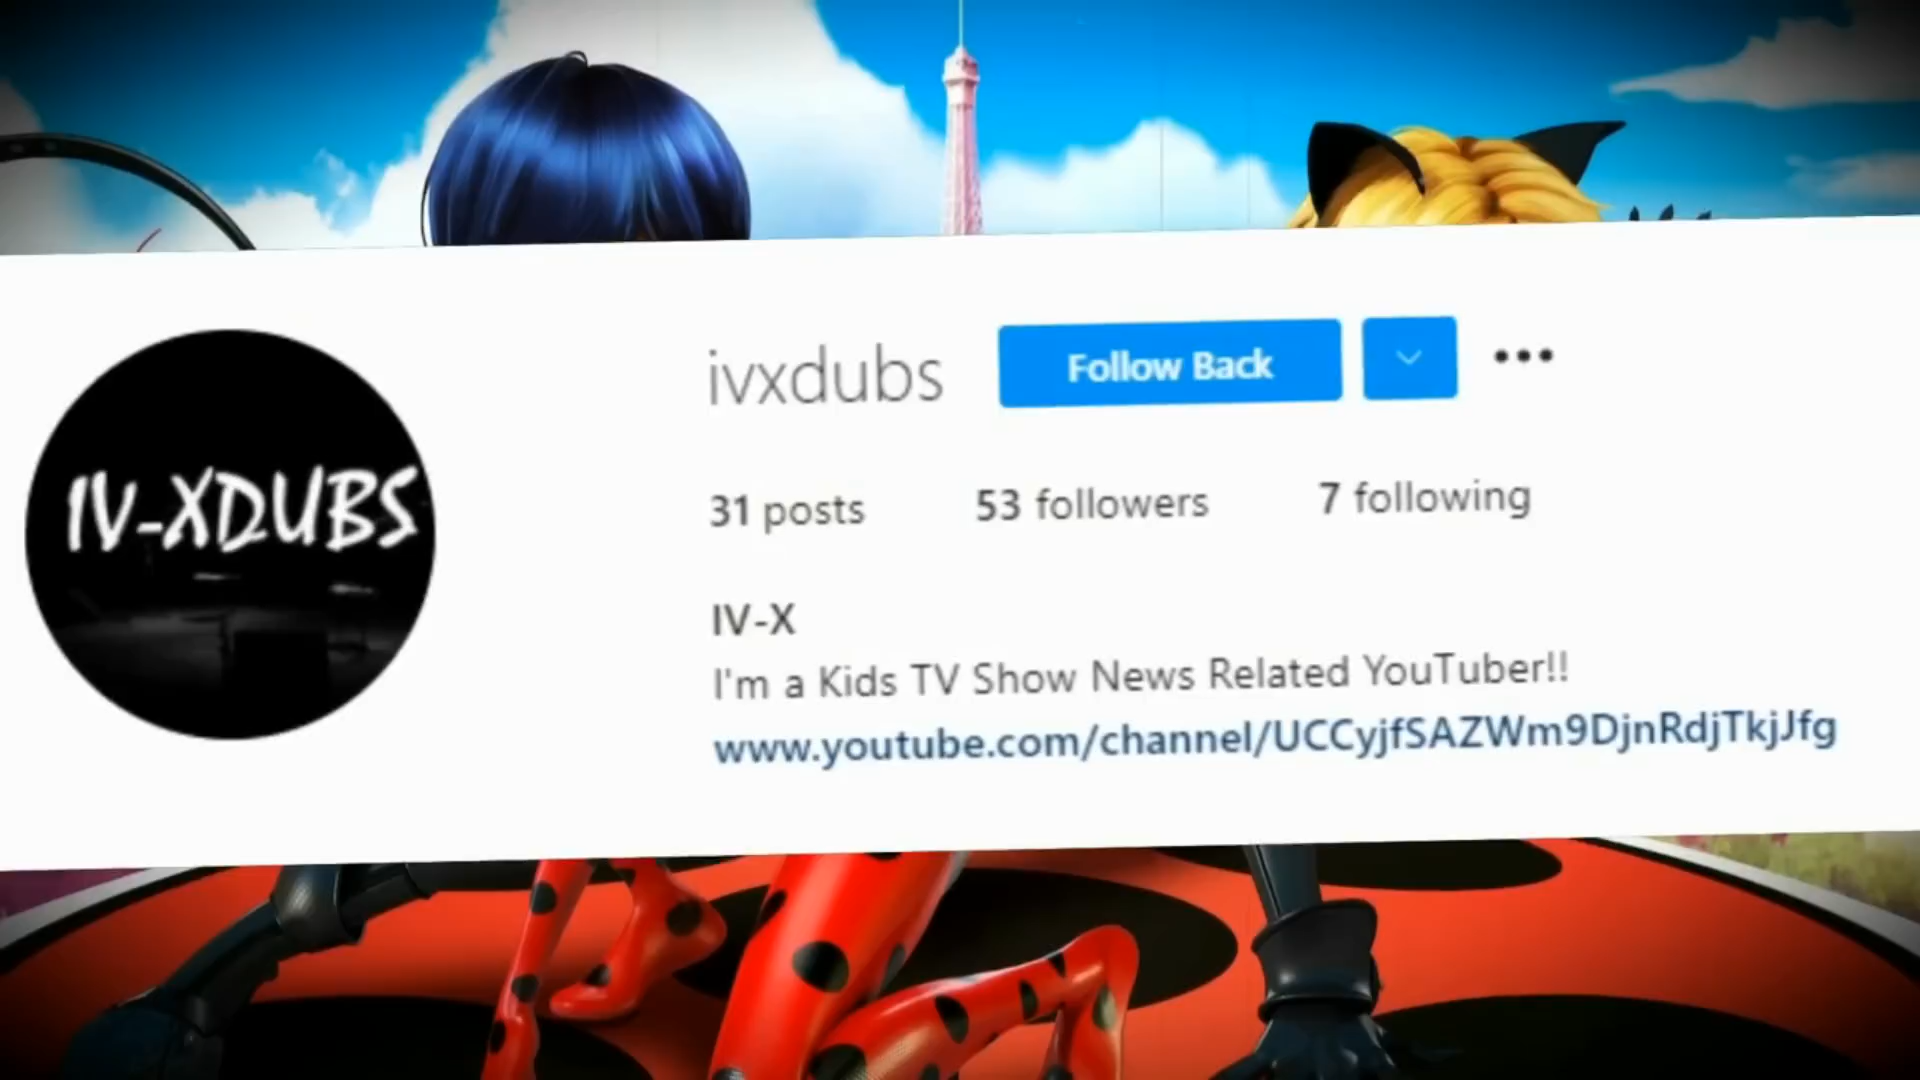 ivxdubs Follow Back
31 posts 53 followers 7 following
IV-XDUBS
IV-X
I'm a Kids TV Show News Related YouTuber!!
www.youtube.com/channel/UCCyjfSAZWm9DjnRdjTkjJfg